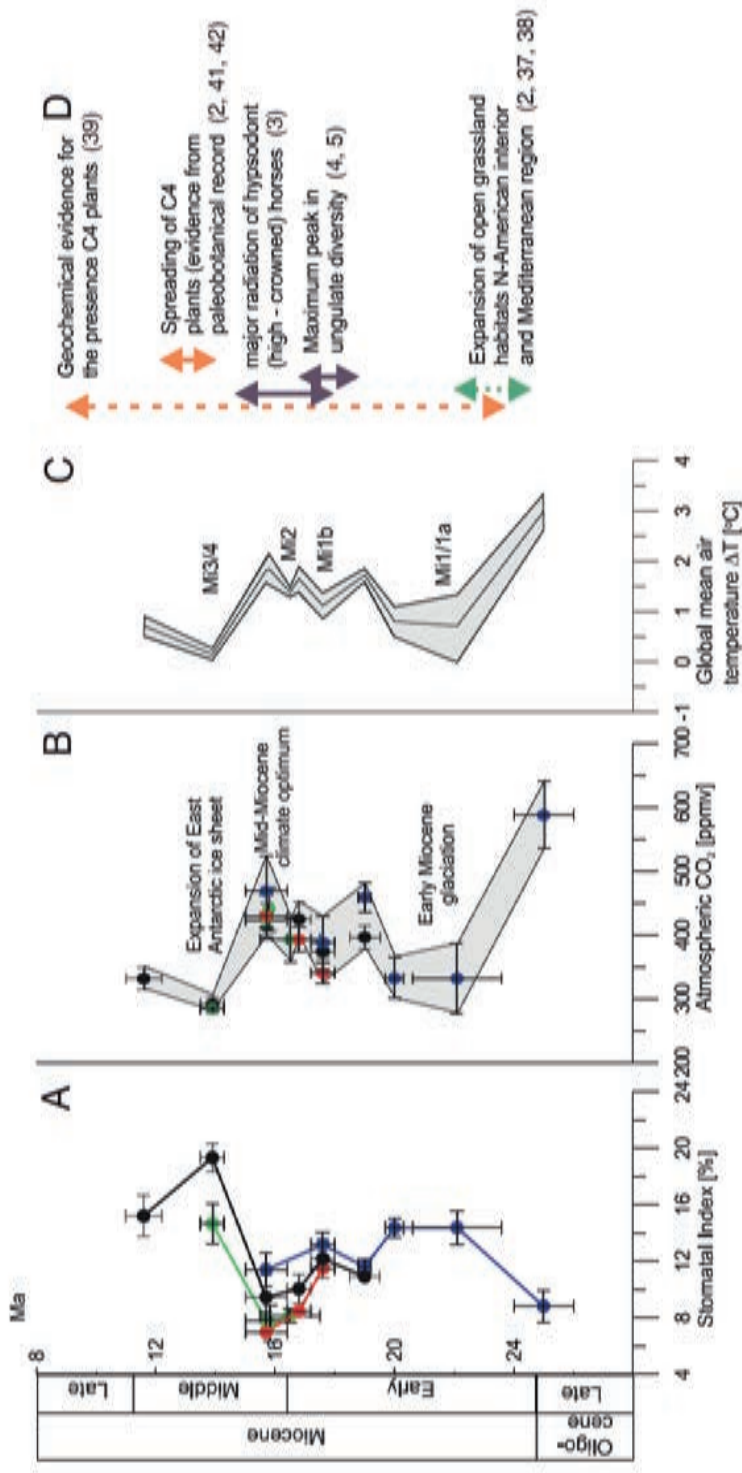 A
B
C
D
Ma
8
12
16
20
24
Late
Middle
Early
Late
Miocene
Oligo-
cene
4
8
12
16
20
24
Stomatal Index [%]
Expansion of East
Antarctic ice sheet
Mid-Miocene
climate optimum
Early Miocene
glaciation
200
300
400
500
600
700
Atmospheric CO₂ [ppmv]
Mi3/4
Mi2
Mi1b
Mi1/1a
-1
0
1
2
3
4
Global mean air
temperature ΔT [ºC]
Geochemical evidence for
the presence C4 plants (39)
Spreading of C4
plants (evidence from
paleobotanical record (2, 41, 42)
major radiation of hypsodont
(high - crowned) horses (3)
Maximum peak in
ungulate diversity (4, 5)
Expansion of open grassland
habitats N-American interior
and Mediterranean region (2, 37, 38)